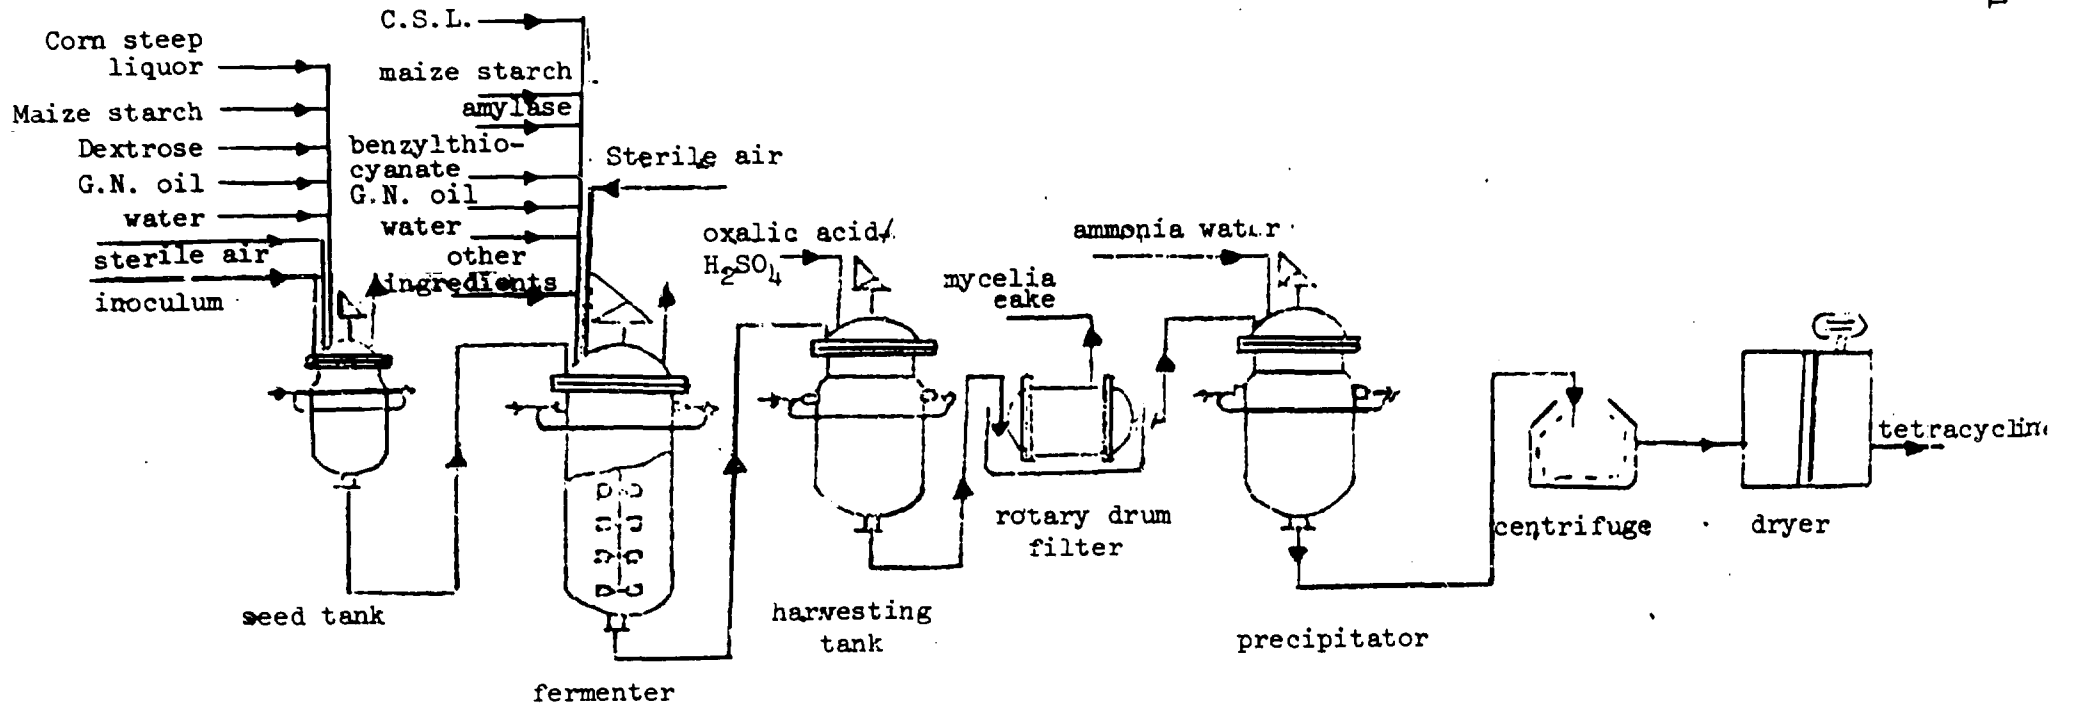 C.S.L.
Corn steep
liquor
maize starch
Maize starch
amylase
Dextrose
benzylthio-
cyanate
Sterile air
G.N. oil
G.N. oil
water
water
sterile air
other
ingredients
inoculum
oxalic acid/
H₂SO₄
mycelia
eake
ammonia water
tetracycline
rotary drum
filter
centrifuge
dryer
seed tank
harvesting
tank
precipitator
fermenter